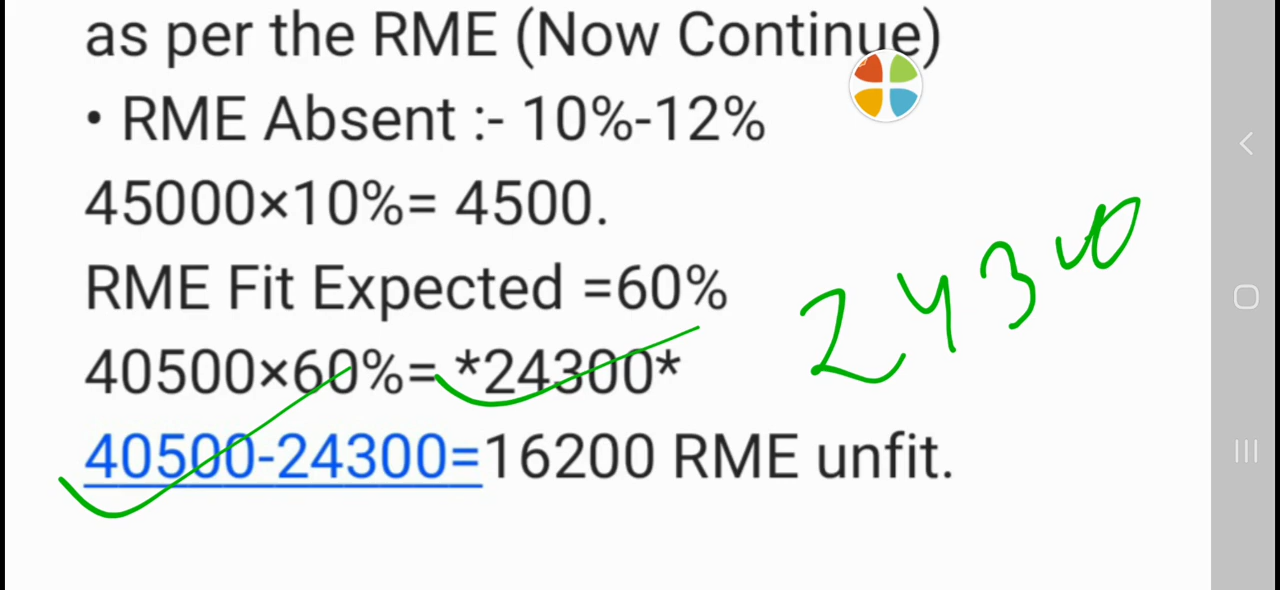 as per the RME (Now Continue)
• RME Absent :- 10%-12%
45000×10%= 4500.
RME Fit Expected =60%
40500×60%= *24300*
40500-24300=16200 RME unfit.
24300